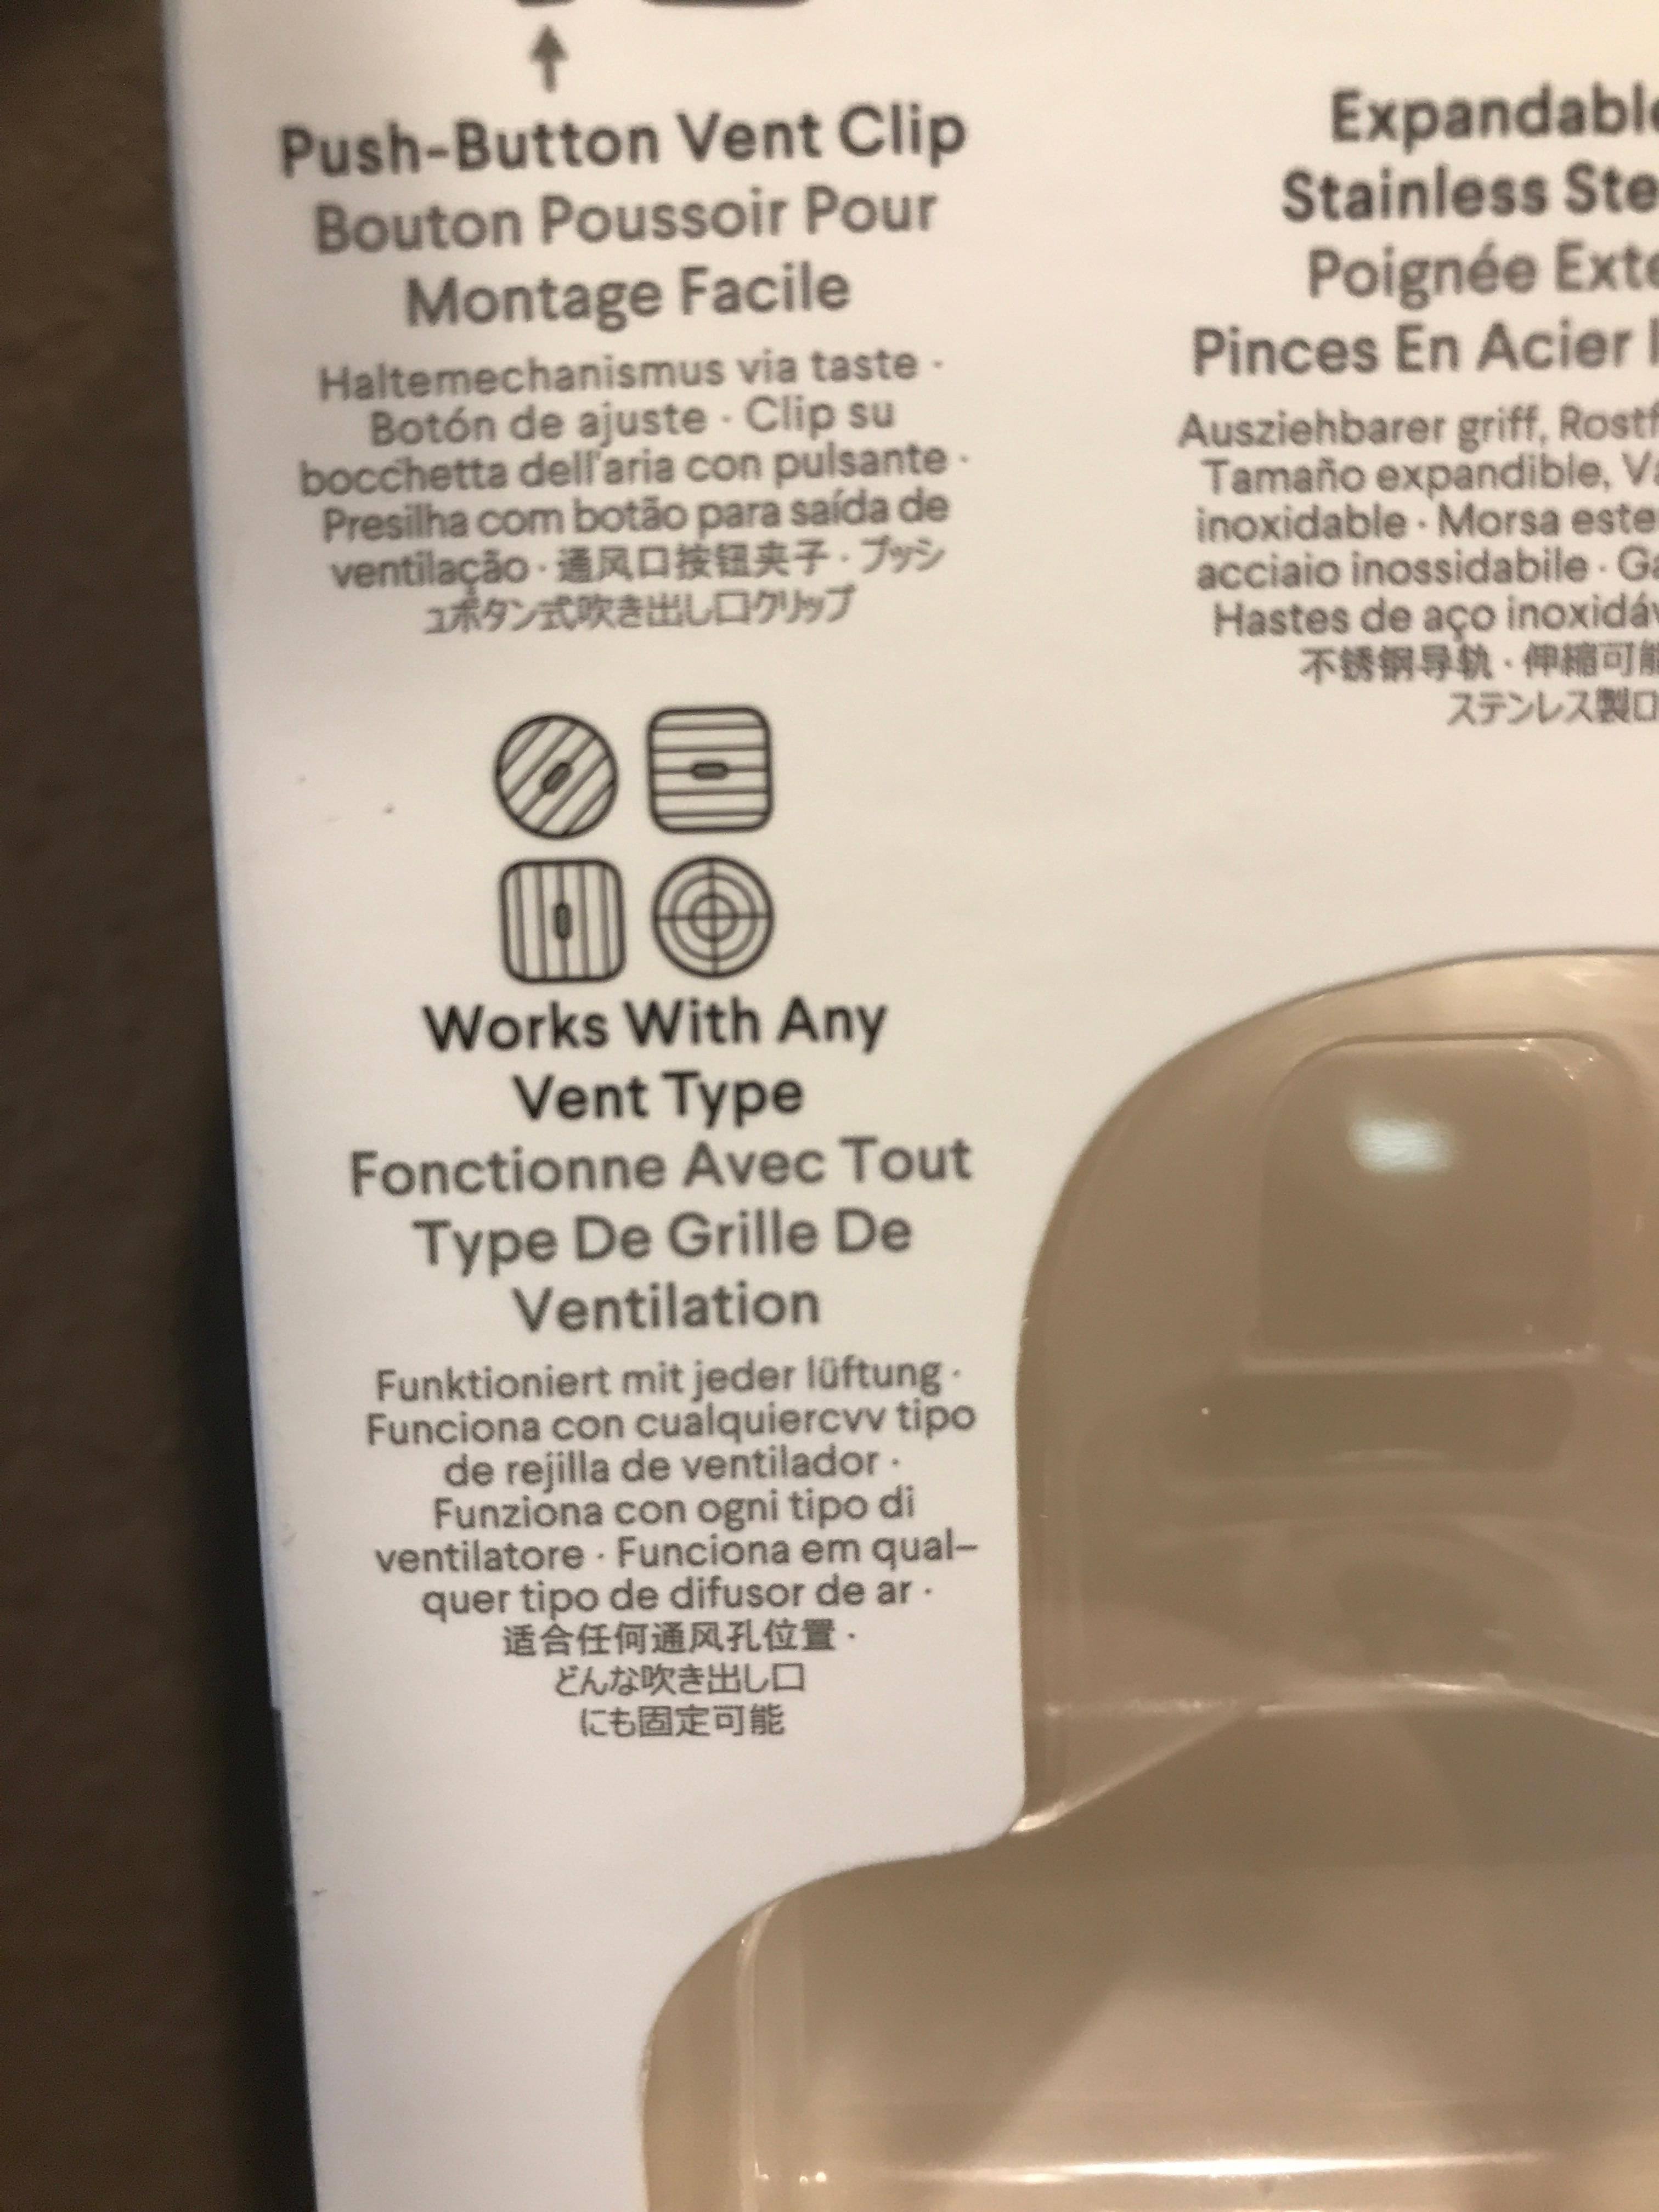 Push-Button Vent Clip
Bouton Poussoir Pour
Montage Facile
Haltemechanismus via taste ·
Botón de ajuste · Clip su
bocchetta dell'aria con pulsante ·
Presilha com botão para saída de
ventilação · 通风口按钮夹子 · プッシ
ュボタン式吹き出し口クリップ
Works With Any
Vent Type
Fonctionne Avec Tout
Type De Grille De
Ventilation
Funktioniert mit jeder lüftung ·
Funciona con cualquiercvv tipo
de rejilla de ventilador ·
Funziona con ogni tipo di
ventilatore · Funciona em qual-
quer tipo de difusor de ar ·
适合任何通风孔位置 ·
どんな吹き出し口
にも固定可能
Expandable
Stainless
Poignée
Pinces En Acier
Ausziehbarer griff,
Tamaño expandible,
inoxidable · Morsa
acciaio inossidabile ·
Hastes de aço
不锈钢导轨 · 伸縮可能
ステンレス製